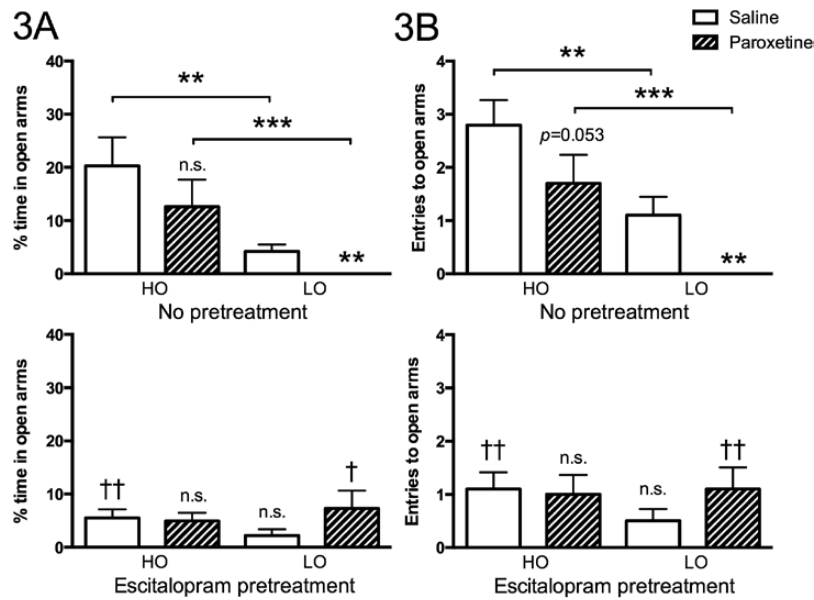 3A
3B
Saline
Paroxetine
% time in open arms
40
30
20
10
0
**
***
n.s.
**
HO
LO
No pretreatment
Entries to open arms
4
3
2
1
0
**
***
p=0.053
**
HO
LO
No pretreatment
% time in open arms
40
30
20
10
0
††
n.s.
n.s.
†
HO
LO
Escitalopram pretreatment
Entries to open arms
4
3
2
1
0
††
n.s.
n.s.
††
HO
LO
Escitalopram pretreatment